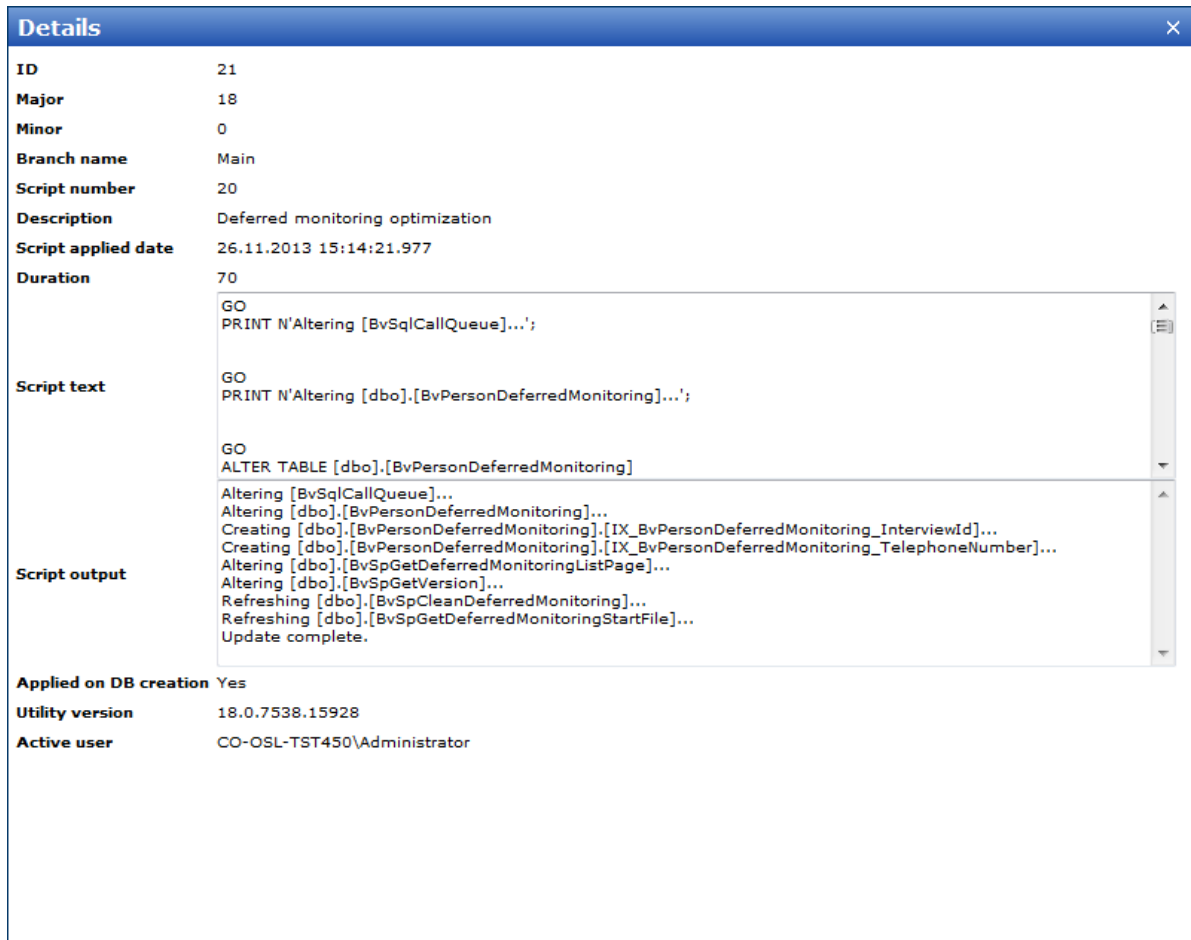 Details
ID 21
Major 18
Minor 0
Branch name Main
Script number 20
Description Deferred monitoring optimization
Script applied date 26.11.2013 15:14:21.977
Duration 70
Script text
GO
PRINT N'Altering [BvSqlCallQueue]...';
GO
PRINT N'Altering [dbo].[BvPersonDeferredMonitoring]...';
GO
ALTER TABLE [dbo].[BvPersonDeferredMonitoring]
Script output
Altering [BvSqlCallQueue]...
Altering [dbo].[BvPersonDeferredMonitoring]...
Creating [dbo].[BvPersonDeferredMonitoring].[IX_BvPersonDeferredMonitoring_InterviewId]...
Creating [dbo].[BvPersonDeferredMonitoring].[IX_BvPersonDeferredMonitoring_TelephoneNumber]...
Altering [dbo].[BvSpGetDeferredMonitoringListPage]...
Altering [dbo].[BvSpGetVersion]...
Refreshing [dbo].[BvSpCleanDeferredMonitoring]...
Refreshing [dbo].[BvSpGetDeferredMonitoringStartFile]...
Update complete.
Applied on DB creation Yes
Utility version 18.0.7538.15928
Active user CO-OSL-TST450\Administrator